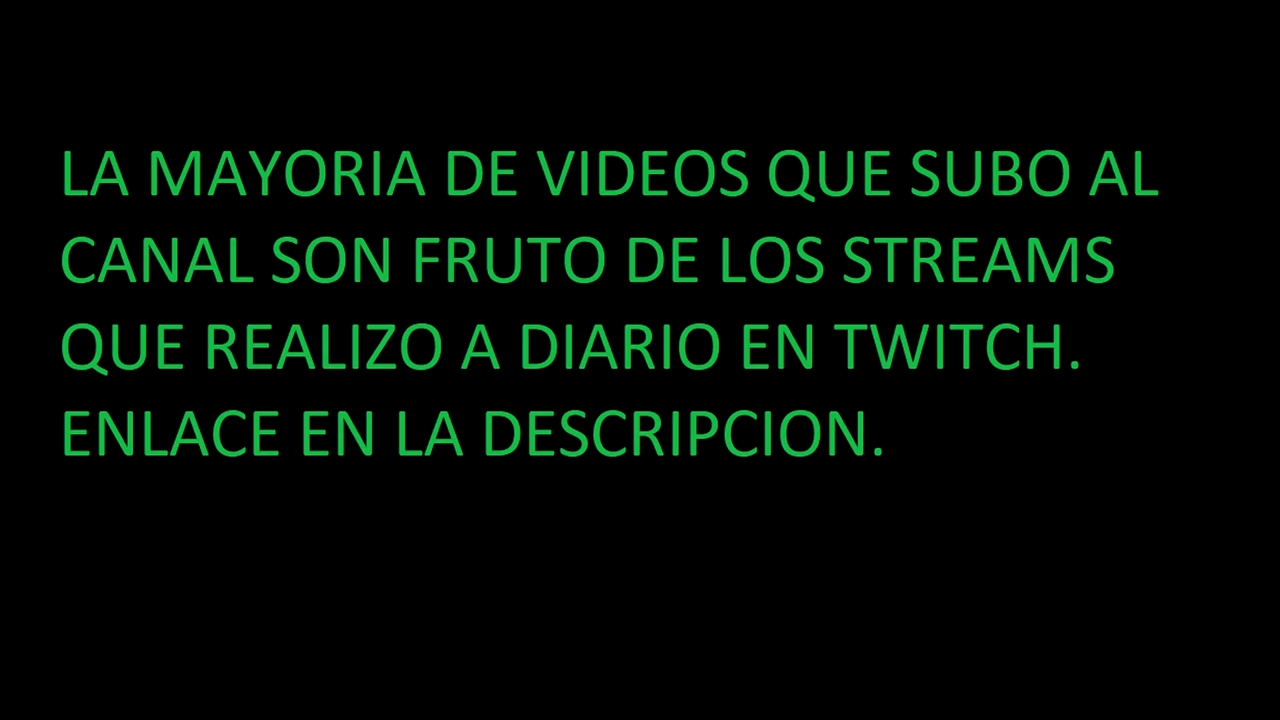 LA MAYORIA DE VIDEOS QUE SUBO AL
CANAL SON FRUTO DE LOS STREAMS
QUE REALIZO A DIARIO EN TWITCH.
ENLACE EN LA DESCRIPCION.